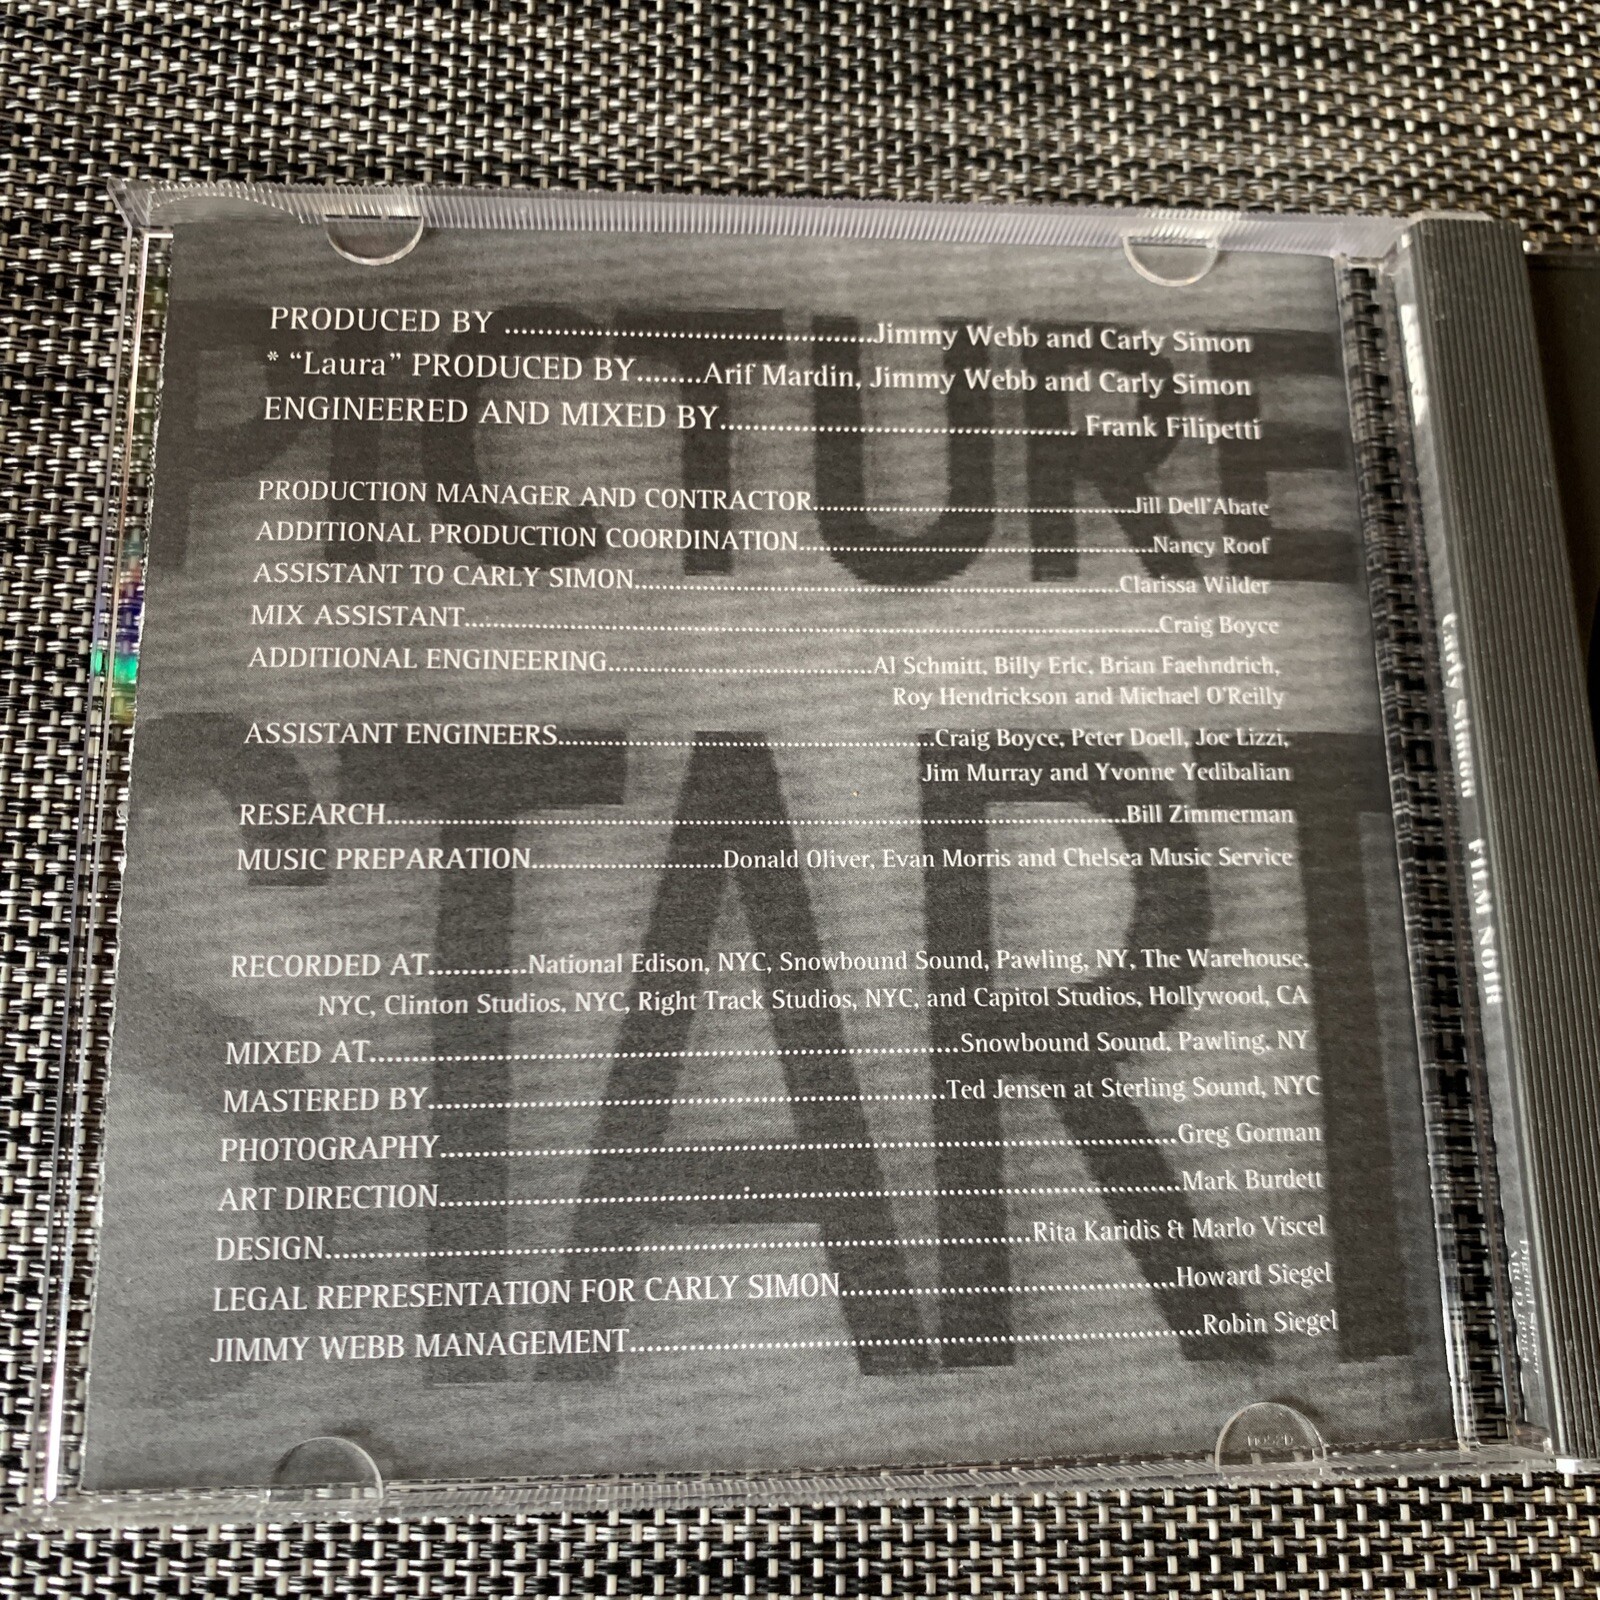 PRODUCED BY ..........................................Jimmy Webb and Carly Simon
* “Laura” PRODUCED BY........Arif Mardin, Jimmy Webb and Carly Simon
ENGINEERED AND MIXED BY.......................................... Frank Filipetti
PRODUCTION MANAGER AND CONTRACTOR..........................................Jill Dell'Abate
ADDITIONAL PRODUCTION COORDINATION..........................................Nancy Roof
ASSISTANT TO CARLY SIMON..........................................Clarissa Wilder
MIX ASSISTANT..........................................Craig Boyce
ADDITIONAL ENGINEERING..........................................Al Schmitt, Billy Eric, Brian Faehndrich,
Roy Hendrickson and Michael O'Reilly
ASSISTANT ENGINEERS..........................................Craig Boyce, Peter Doell, Joe Lizzi,
Jim Murray and Yvonne Yedibalian
RESEARCH..........................................Bill Zimmerman
MUSIC PREPARATION.......................Donald Oliver, Evan Morris and Chelsea Music Service
RECORDED AT............National Edison, NYC, Snowbound Sound, Pawling, NY, The Warehouse,
NYC, Clinton Studios, NYC, Right Track Studios, NYC, and Capitol Studios, Hollywood, CA
MIXED AT..........................................Snowbound Sound, Pawling, NY
MASTERED BY..........................................Ted Jensen at Sterling Sound, NYC
PHOTOGRAPHY..........................................Greg Gorman
ART DIRECTION..........................................Mark Burdett
DESIGN..........................................Rita Karidis & Marlo Viscel
LEGAL REPRESENTATION FOR CARLY SIMON..........................................Howard Siegel
JIMMY WEBB MANAGEMENT..........................................Robin Siegel
PICTURE
START
Carly Simon FILM NOIR